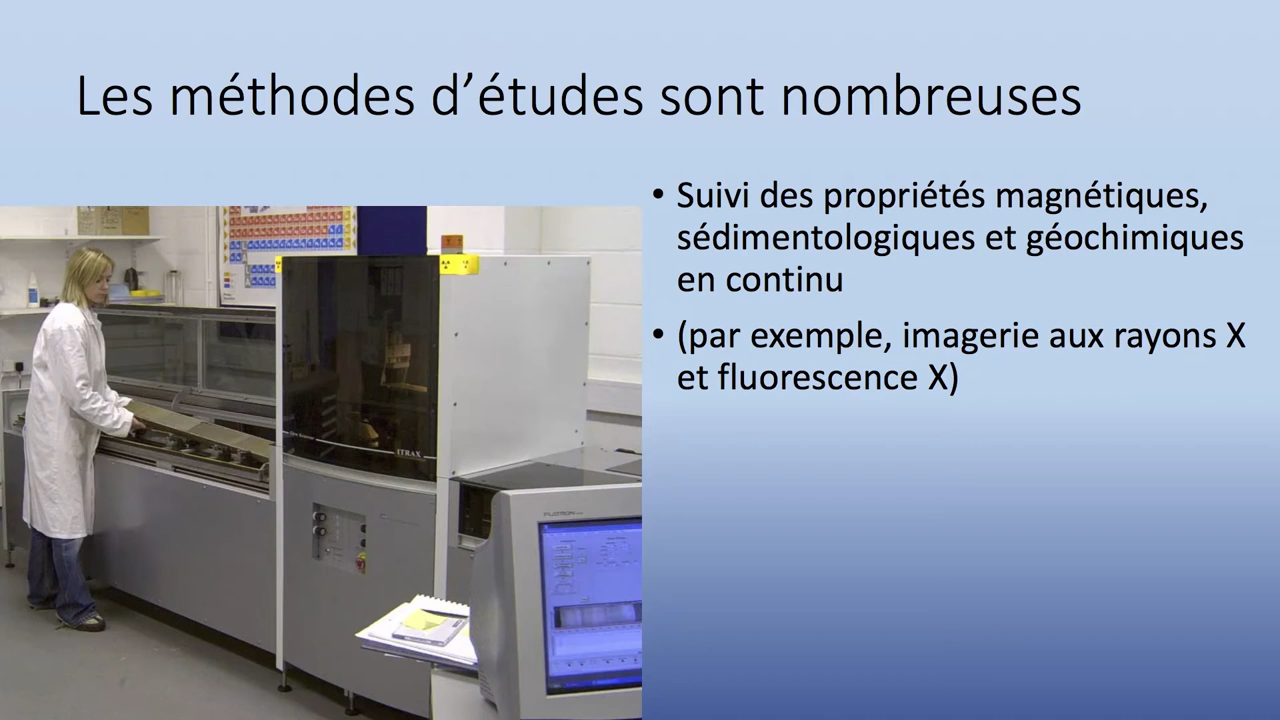 Les méthodes d’études sont nombreuses
• Suivi des propriétés magnétiques,
sédimentologiques et géochimiques
en continu
• (par exemple, imagerie aux rayons X
et fluorescence X)
ITRAX